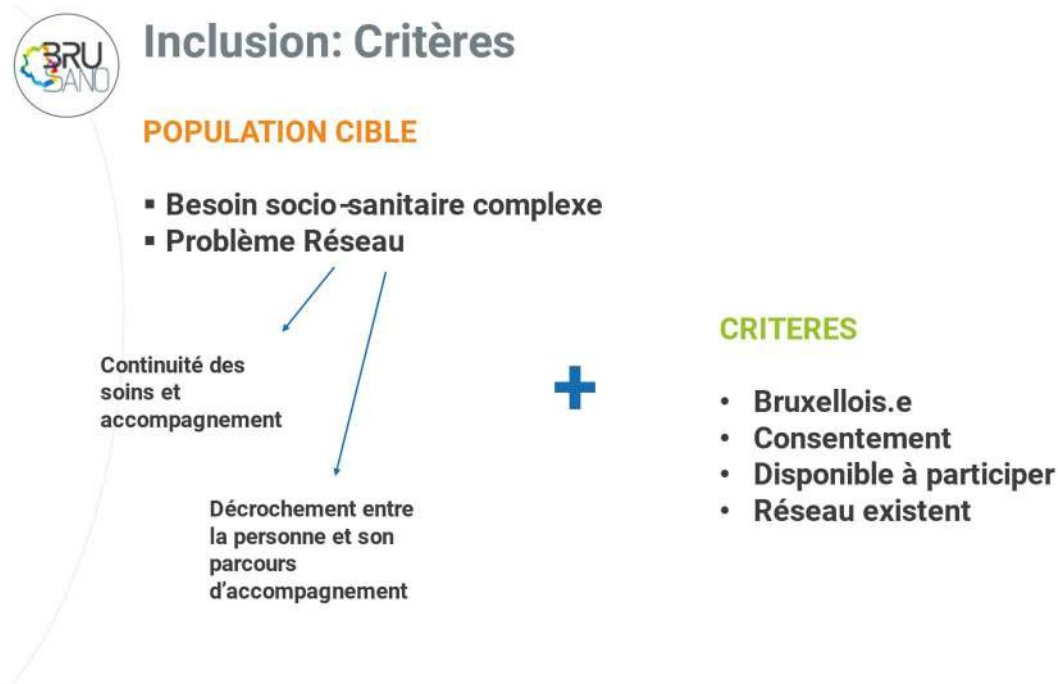 BRU
SANO
Inclusion: Critères
POPULATION CIBLE
▪ Besoin socio-sanitaire complexe
▪ Problème Réseau
Continuité des
soins et
accompagnement
Décrochement entre
la personne et son
parcours
d'accompagnement
+
CRITERES
• Bruxellois.e
• Consentement
• Disponible à participer
• Réseau existent